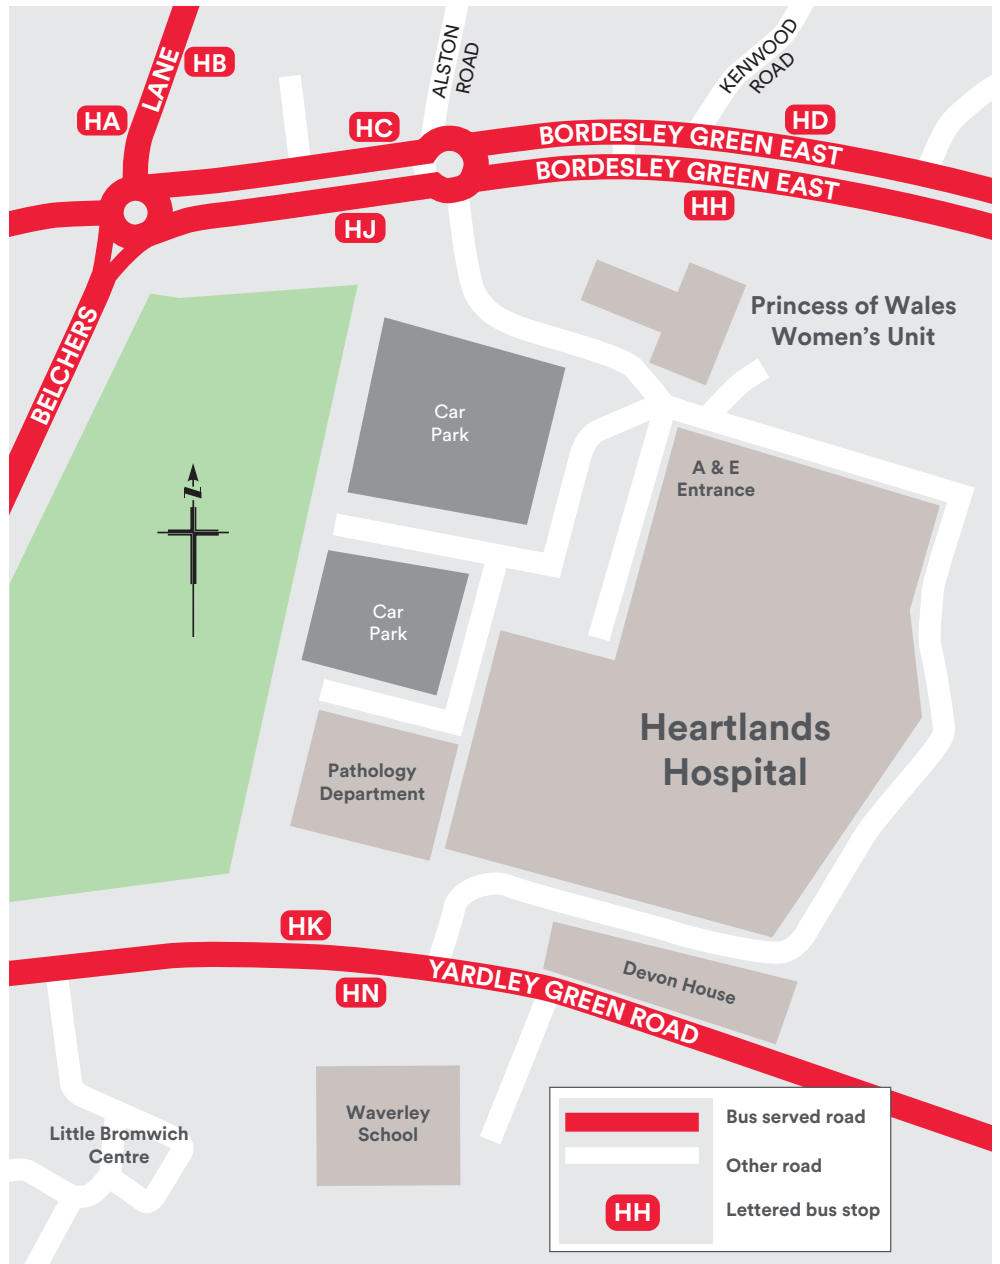 LANE
HB
ALSTON
ROAD
KENWOOD
ROAD
HA
HC
HD
BORDESLEY GREEN EAST
BORDESLEY GREEN EAST
HJ
HH
Princess of Wales
Women’s Unit
BELCHERS
Car
Park
A & E
Entrance
N
Car
Park
Heartlands
Hospital
Pathology
Department
HK
HN
YARDLEY GREEN ROAD
Devon House
Waverley
School
Little Bromwich
Centre
Bus served road
Other road
HH
Lettered bus stop